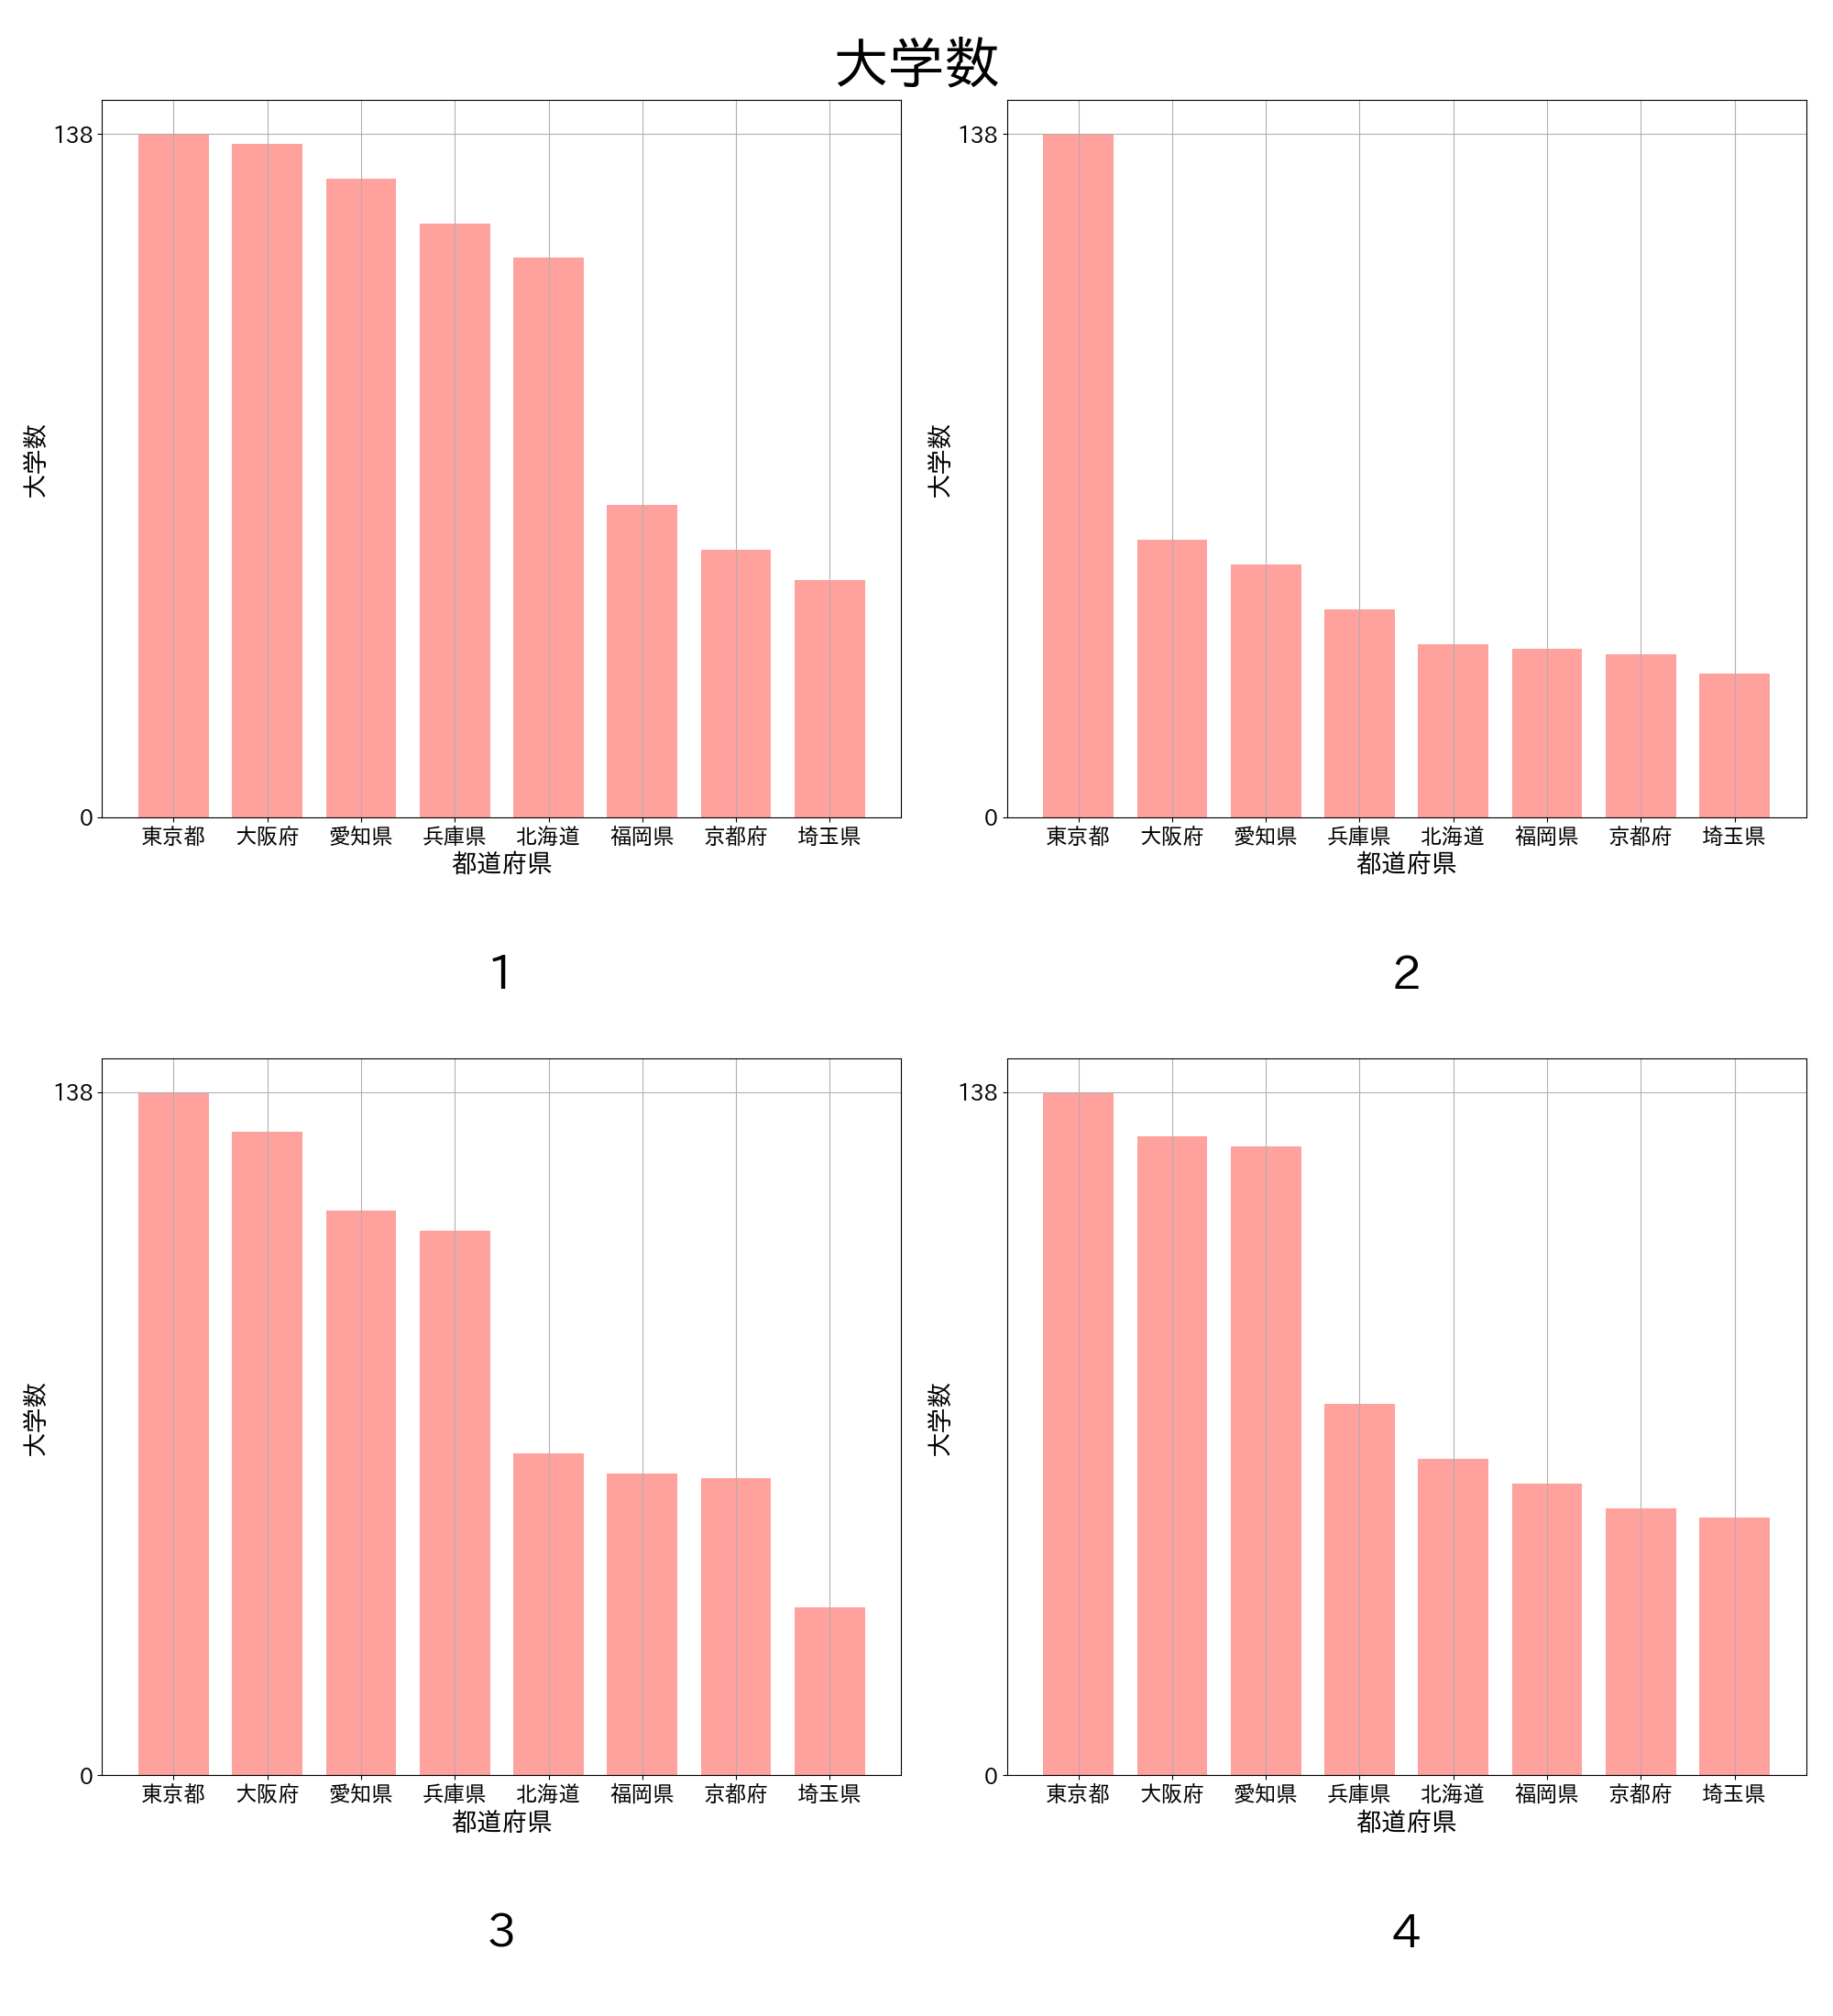 大学数
138
0
大学数
東京都 大阪府 愛知県 兵庫県 北海道 福岡県 京都府 埼玉県
都道府県
1
138
0
大学数
東京都 大阪府 愛知県 兵庫県 北海道 福岡県 京都府 埼玉県
都道府県
2
138
0
大学数
東京都 大阪府 愛知県 兵庫県 北海道 福岡県 京都府 埼玉県
都道府県
3
138
0
大学数
東京都 大阪府 愛知県 兵庫県 北海道 福岡県 京都府 埼玉県
都道府県
4